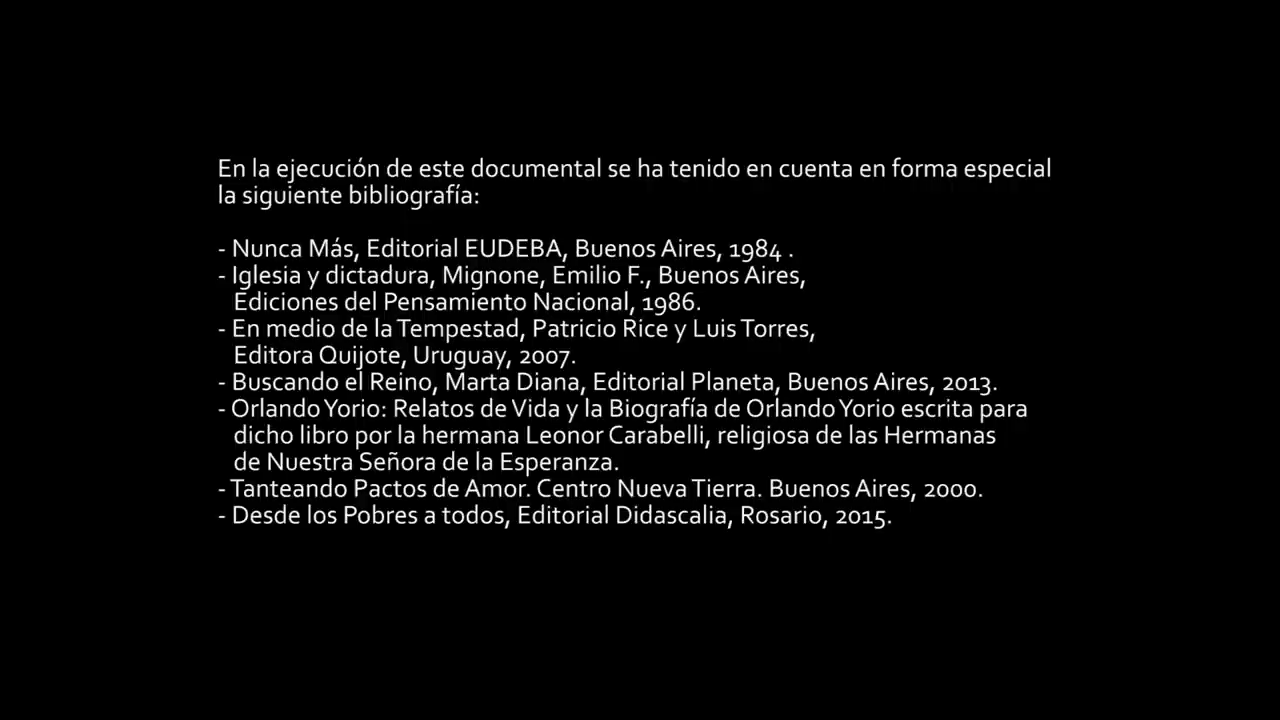 En la ejecución de este documental se ha tenido en cuenta en forma especial
la siguiente bibliografía:
- Nunca Más, Editorial EUDEBA, Buenos Aires, 1984 .
- Iglesia y dictadura, Mignone, Emilio F., Buenos Aires,
Ediciones del Pensamiento Nacional, 1986.
- En medio de la Tempestad, Patricio Rice y Luis Torres,
Editora Quijote, Uruguay, 2007.
- Buscando el Reino, Marta Diana, Editorial Planeta, Buenos Aires, 2013.
- Orlando Yorio: Relatos de Vida y la Biografía de Orlando Yorio escrita para
dicho libro por la hermana Leonor Carabelli, religiosa de las Hermanas
de Nuestra Señora de la Esperanza.
- Tanteando Pactos de Amor. Centro Nueva Tierra. Buenos Aires, 2000.
- Desde los Pobres a todos, Editorial Didascalia, Rosario, 2015.